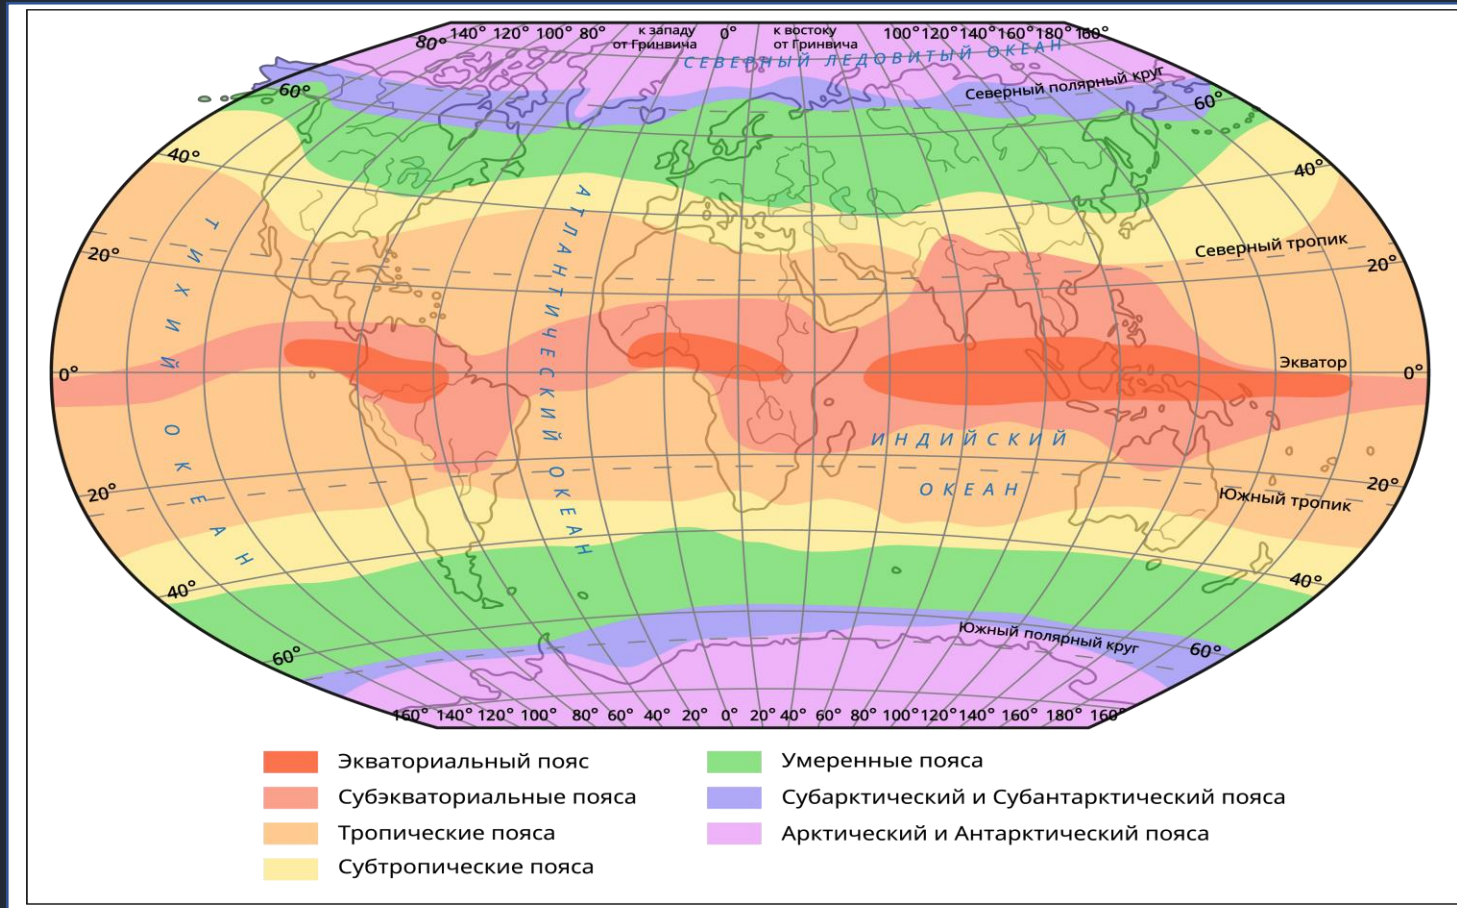 140° 120° 100° 80° к западу 0° к востоку 100° 120° 140° 160° 180° 160°
от Гринвича от Гринвича
80°
СЕВЕРНЫЙ ЛЕДОВИТЫЙ ОКЕАН
Северный полярный круг
60° 60°
40° 40°
ТИХИЙ ОКЕАН
АТЛАНТИЧЕСКИЙ ОКЕАН
Северный тропик
20° 20°
Экватор
0° 0°
ИНДИЙСКИЙ
ОКЕАН
20° 20°
Южный тропик
40° 40°
Южный полярный круг
60° 60°
160° 140° 120° 100° 80° 60° 40° 20° 0° 20° 40° 60° 80° 100° 120° 140° 160° 180° 160°
Экваториальный пояс
Субэкваториальные пояса
Тропические пояса
Субтропические пояса
Умеренные пояса
Субарктический и Субантарктический пояса
Арктический и Антарктический пояса